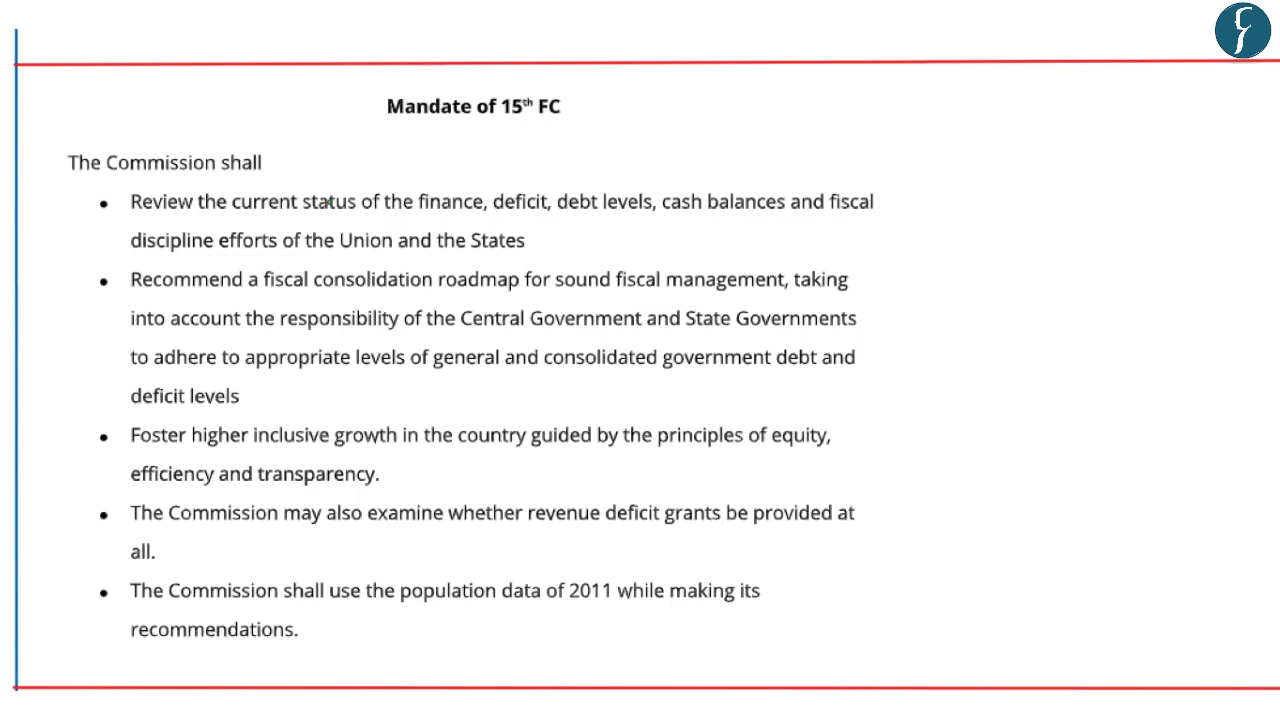 Mandate of 15th FC
The Commission shall
• Review the current status of the finance, deficit, debt levels, cash balances and fiscal
discipline efforts of the Union and the States
• Recommend a fiscal consolidation roadmap for sound fiscal management, taking
into account the responsibility of the Central Government and State Governments
to adhere to appropriate levels of general and consolidated government debt and
deficit levels
• Foster higher inclusive growth in the country guided by the principles of equity,
efficiency and transparency.
• The Commission may also examine whether revenue deficit grants be provided at
all.
• The Commission shall use the population data of 2011 while making its
recommendations.